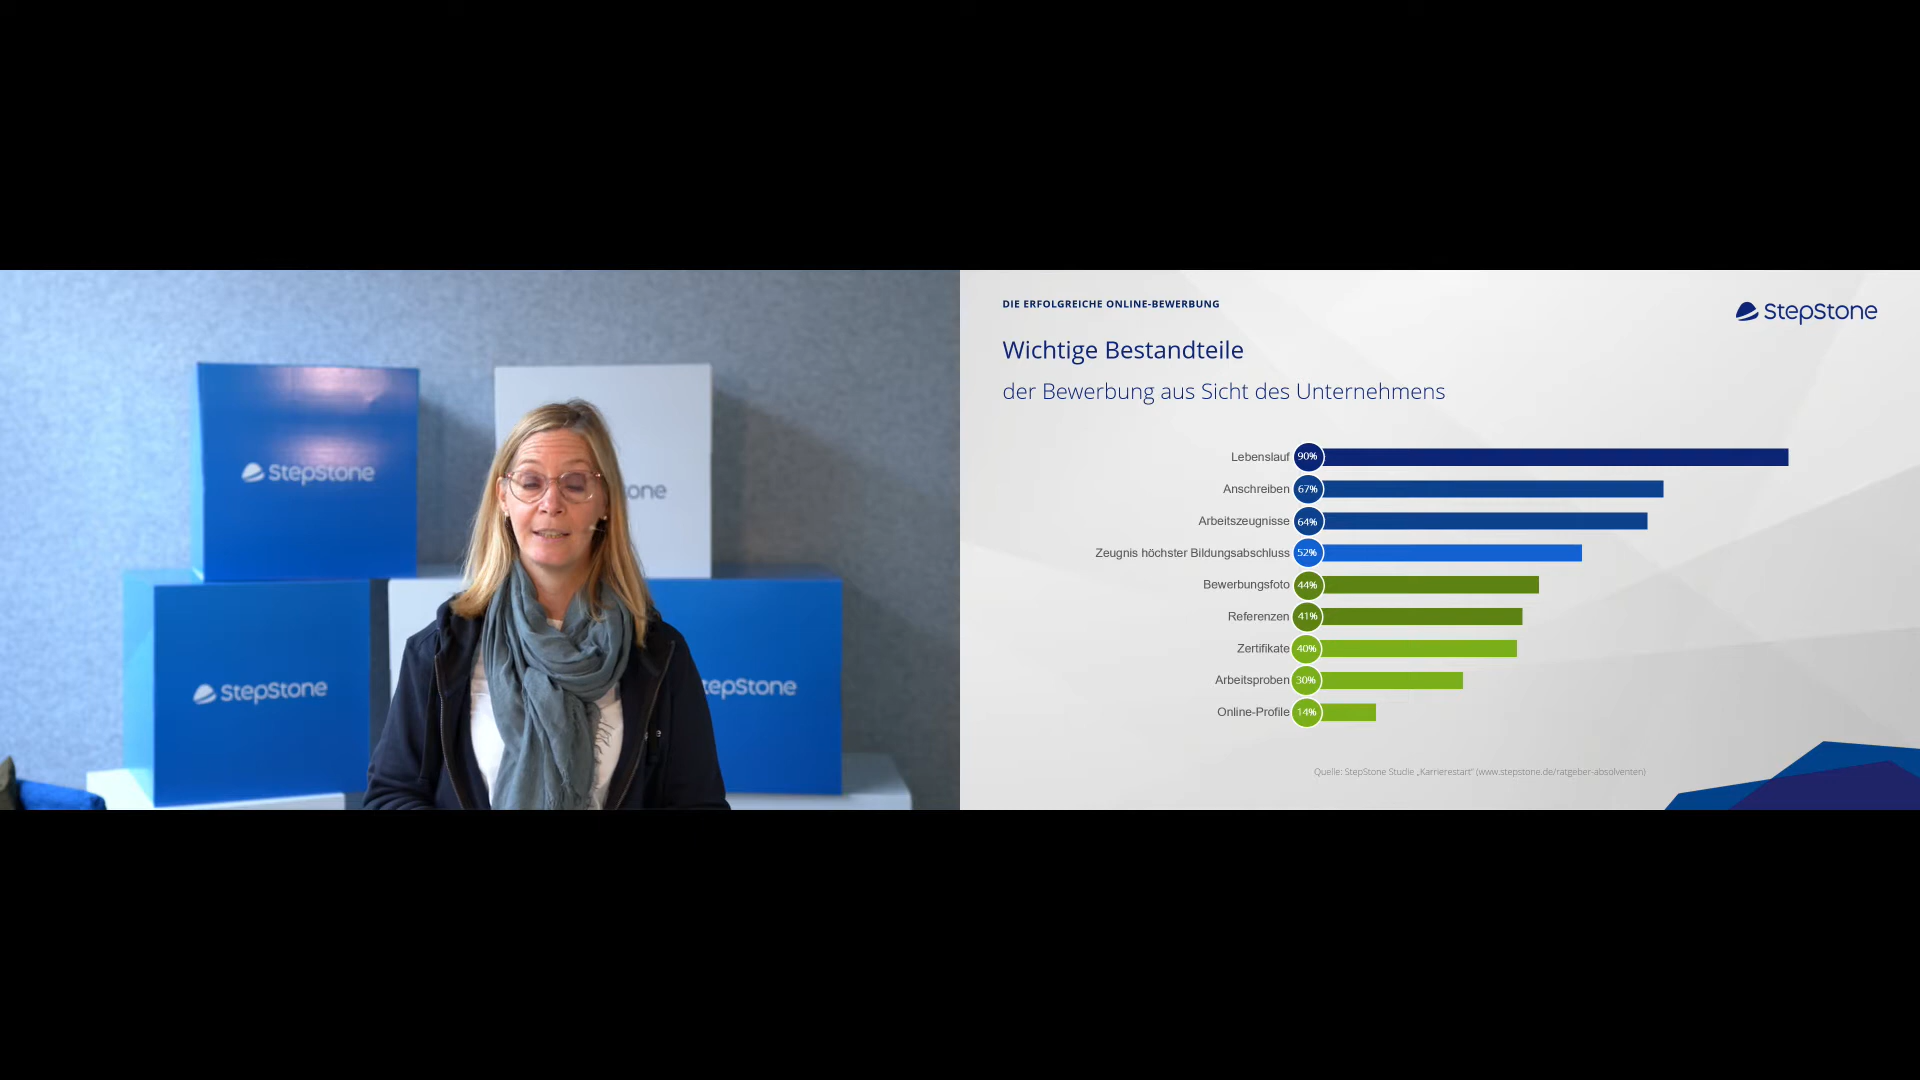 StepStone
one
StepStone
tepStone
DIE ERFOLGREICHE ONLINE-BEWERBUNG
StepStone
Wichtige Bestandteile
der Bewerbung aus Sicht des Unternehmens
Lebenslauf 90%
Anschreiben 67%
Arbeitszeugnisse 64%
Zeugnis höchster Bildungsabschluss 52%
Bewerbungsfoto 44%
Referenzen 41%
Zertifikate 40%
Arbeitsproben 30%
Online-Profile 14%
Quelle: StepStone Studie „Karrierestart" (www.stepstone.de/ratgeber-absolventen)